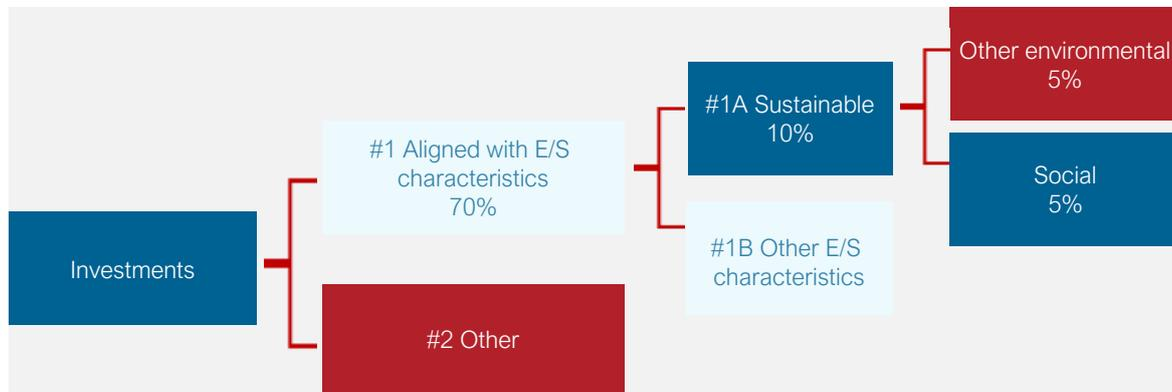 Investments
#1 Aligned with E/S
characteristics
70%
#2 Other
#1A Sustainable
10%
#1B Other E/S
characteristics
Other environmental
5%
Social
5%